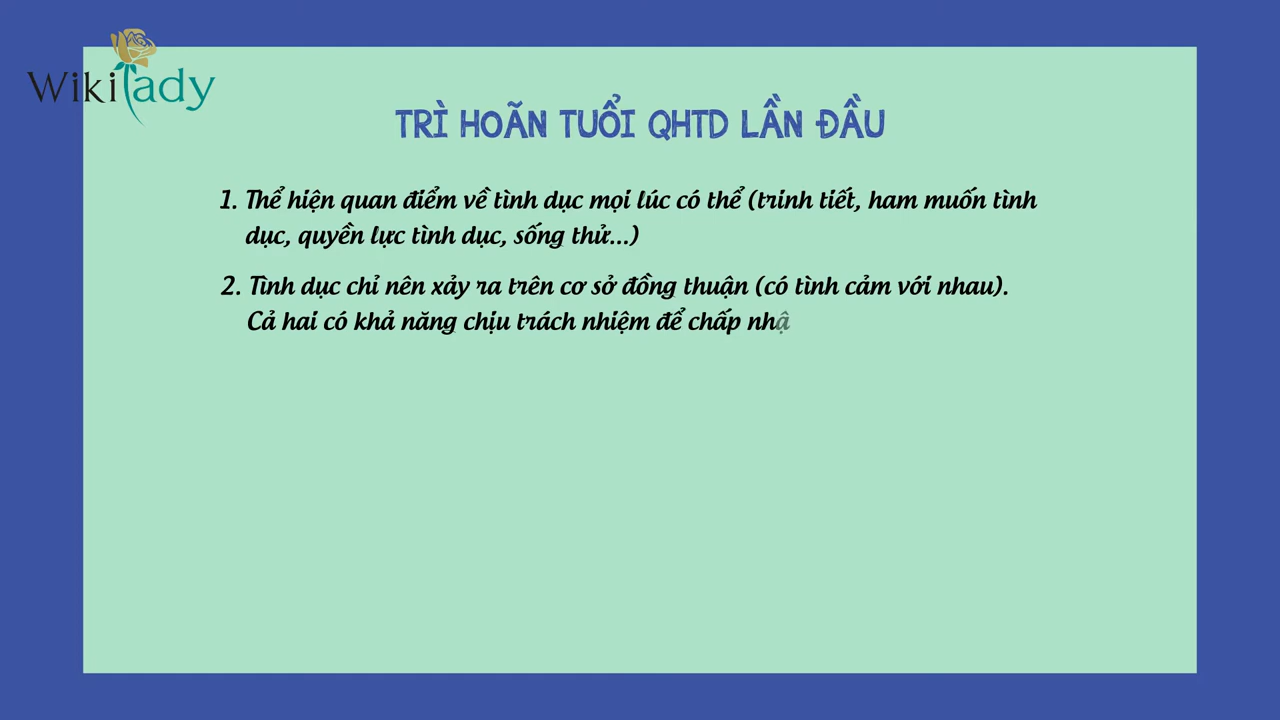 Wikilady
TRÌ HOÃN TUỔI QHTD LẦN ĐẦU
1. Thể hiện quan điểm về tình dục mọi lúc có thể (trinh tiết, ham muốn tình
dục, quyền lực tình dục, sống thử...)
2. Tình dục chỉ nên xảy ra trên cơ sở đồng thuận (có tình cảm với nhau).
Cả hai có khả năng chịu trách nhiệm để chấp nhậ